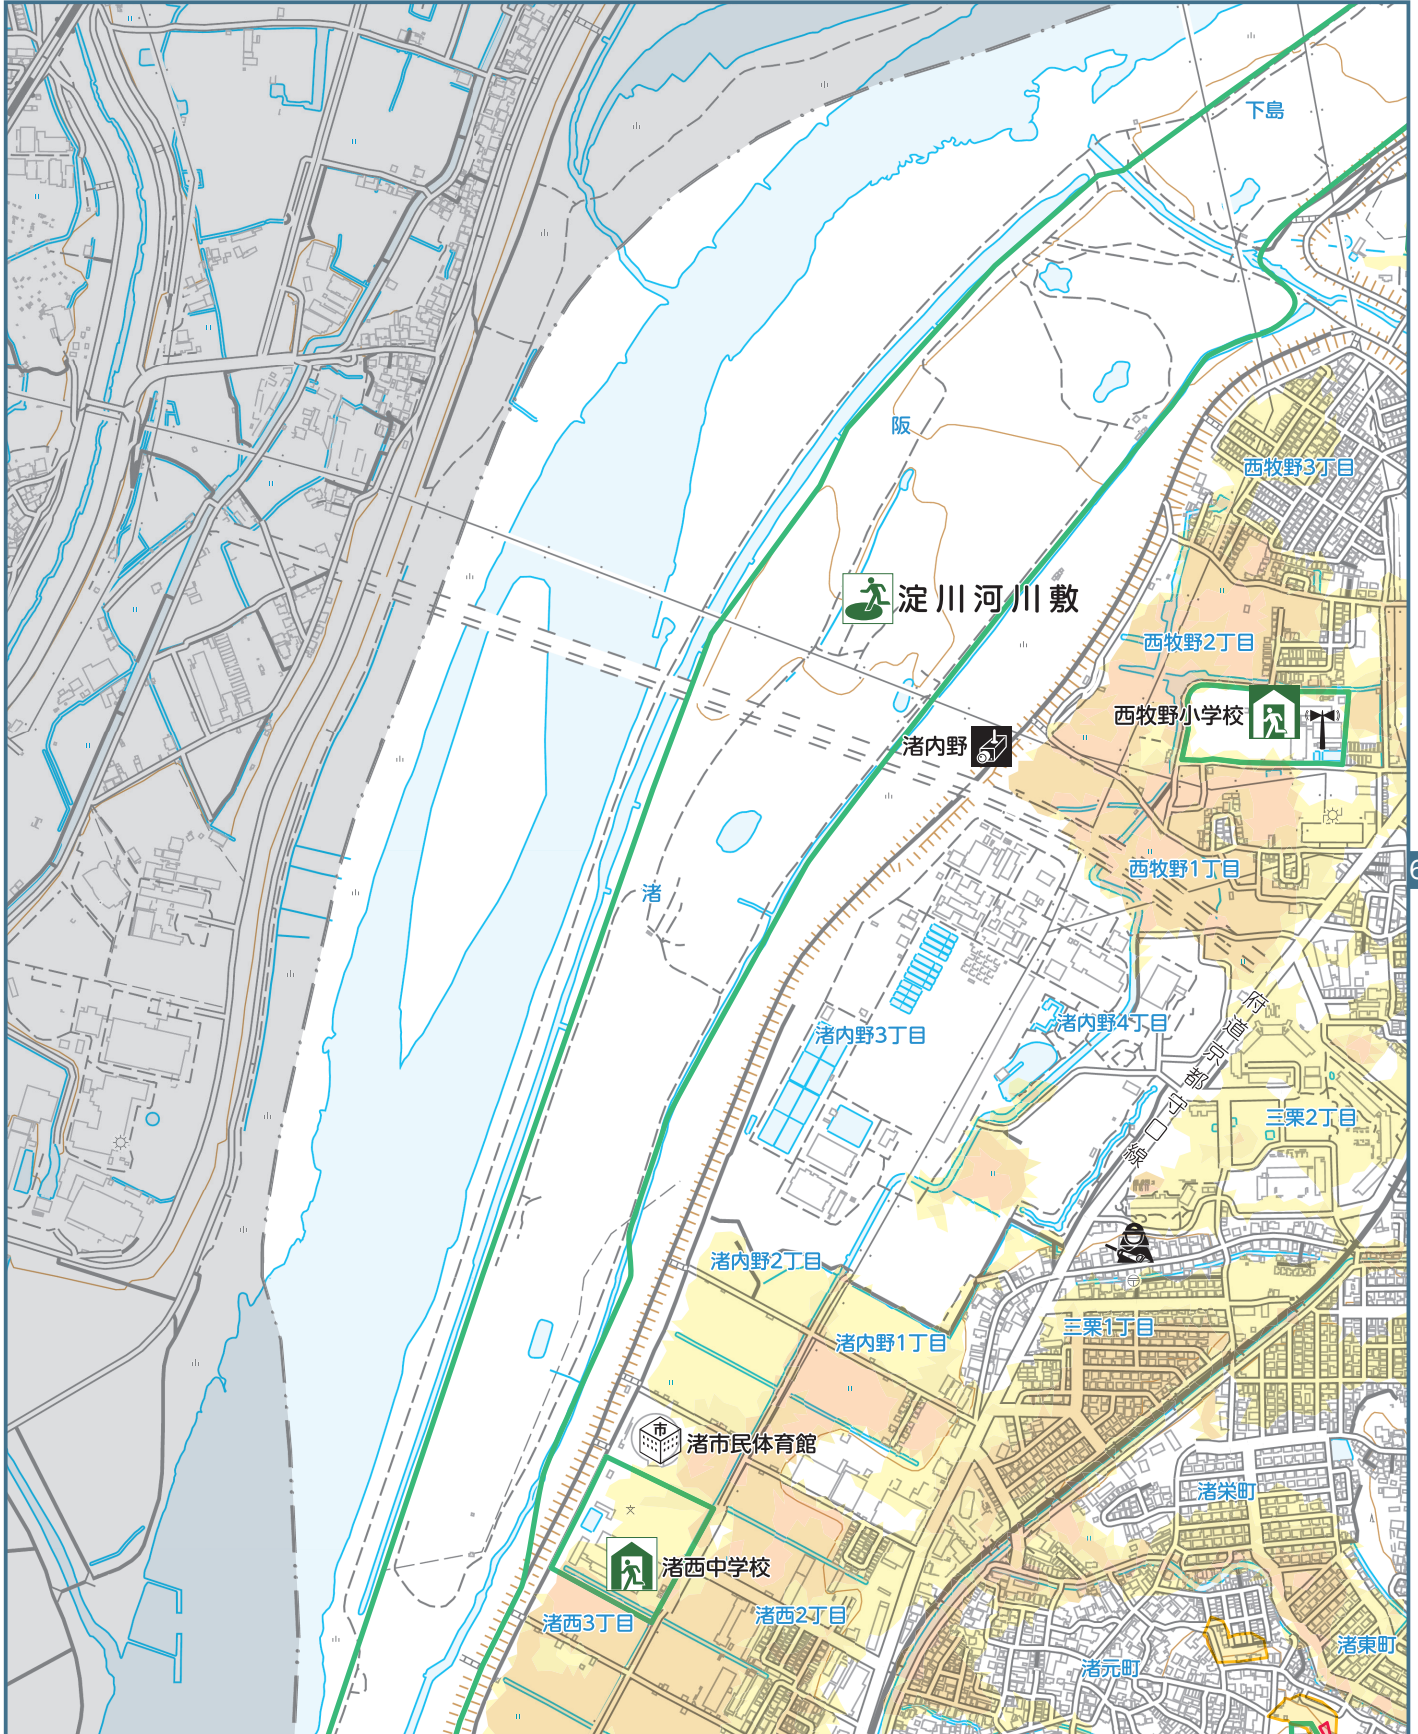 下島
阪
西牧野3丁目
淀川河川敷
西牧野2丁目
西牧野小学校
渚内野
西牧野1丁目
6
渚
府道京都守口線
渚内野3丁目
渚内野4丁目
三栗2丁目
渚内野2丁目
三栗1丁目
渚内野1丁目
市
渚市民体育館
渚栄町
文
渚西中学校
渚西3丁目
渚西2丁目
渚東町
渚元町